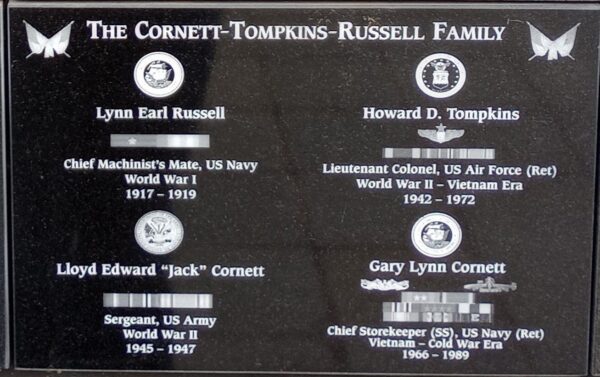 THE CORNETT-TOMPKINS-RUSSELL FAMILY
Lynn Earl Russell
Chief Machinist's Mate, US Navy
World War I
1917 – 1919
Howard D. Tompkins
Lieutenant Colonel, US Air Force (Ret)
World War II – Vietnam Era
1942 – 1972
Lloyd Edward "Jack" Cornett
Sergeant, US Army
World War II
1945 – 1947
Gary Lynn Cornett
Chief Storekeeper (SS), US Navy (Ret)
Vietnam – Cold War Era
1966 – 1989